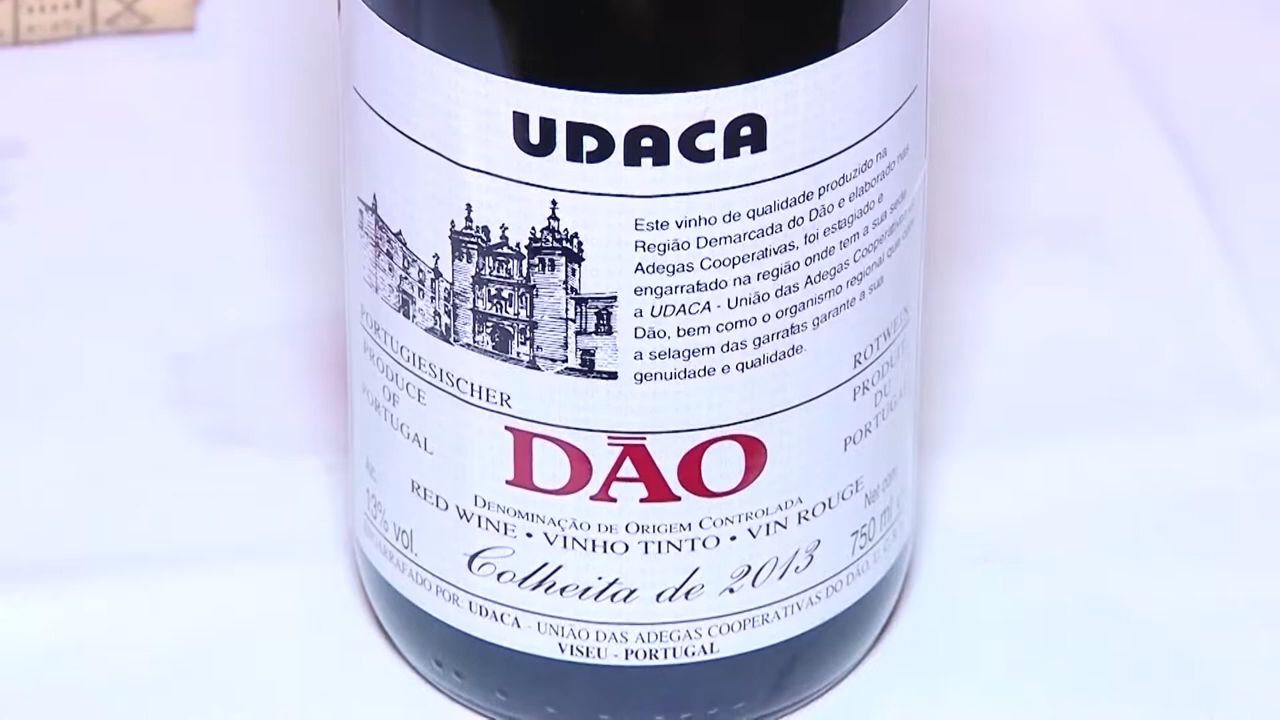 UDACA
Este vinho de qualidade produzido na
Região Demarcada do Dão e elaborado nas
Adegas Cooperativas, foi estagiado e
engarrafado na região onde tem a sua sede
a UDACA - União das Adegas Cooperativas do
Dão, bem como o organismo regional que com
a selagem das garrafas garante a sua
genuidade e qualidade.
PORTUGIESISCHER
ROTWEIN
PRODUCE
OF
PORTUGAL
PRODUIT
DU
PORTUGAL
DÃO
DENOMINAÇÃO DE ORIGEM CONTROLADA
RED WINE • VINHO TINTO • VIN ROUGE
13% vol.
750 ml
Colheita de 2013
ENGARRAFADO POR: UDACA - UNIÃO DAS ADEGAS COOPERATIVAS DO DÃO,
VISEU - PORTUGAL